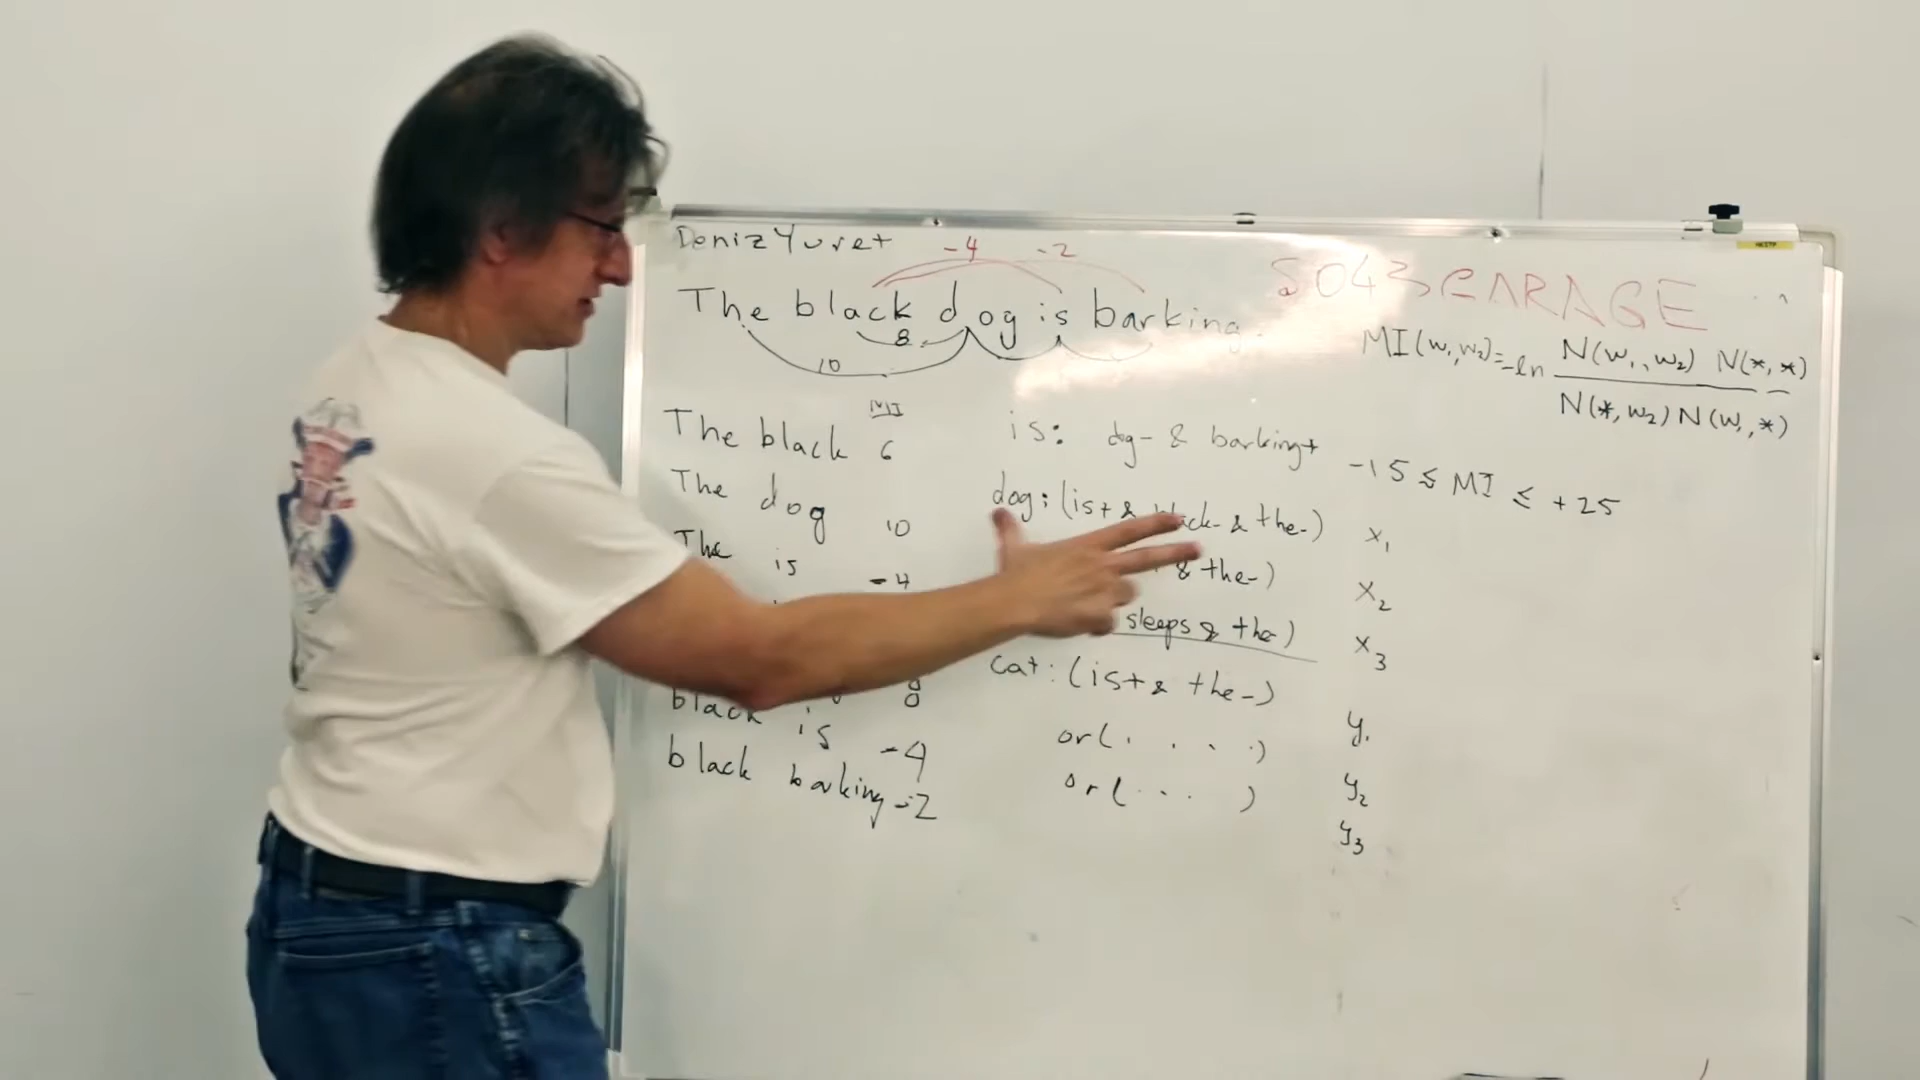 Deniz Yuret
-4 -2
5043 GARAGE
The black dog is barking.
8
10
MI(w₁,w₂)=-ln N(w₁,w₂) N(*,*)
N(*,w₂) N(w₁,*)
MI
The black 6
The dog 10
The is -4
8
black is -4
black barking -2
is: dog- & barking+
-15 ≤ MI ≤ +25
dog: (is+ & black- & the-) x₁
& the-) x₂
sleeps & the-) x₃
cat: (is+ & the-) y₁
or(. . . .) y₂
or(. . . ) y₃